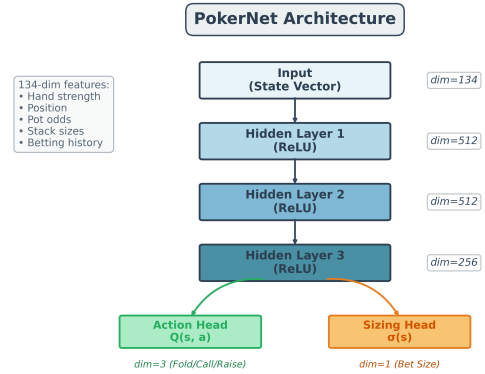 PokerNet Architecture
Input
(State Vector)
dim=134
134-dim features:
• Hand strength
• Position
• Pot odds
• Stack sizes
• Betting history
Hidden Layer 1
(ReLU)
dim=512
Hidden Layer 2
(ReLU)
dim=512
Hidden Layer 3
(ReLU)
dim=256
Action Head
Q(s, a)
Sizing Head
σ(s)
dim=3 (Fold/Call/Raise)
dim=1 (Bet Size)